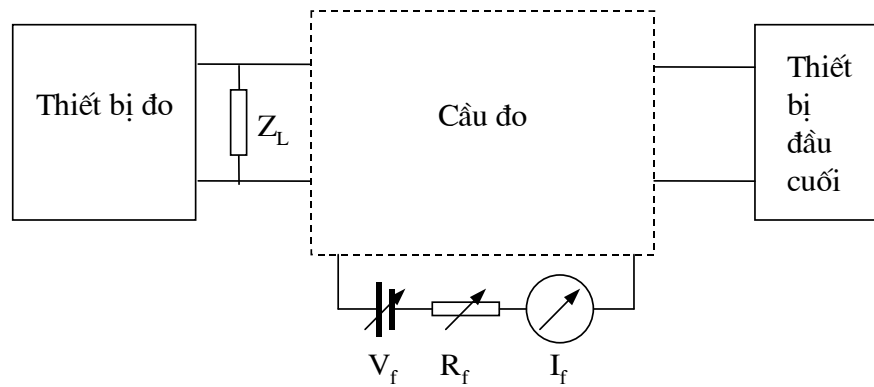 Thiết bị đo
Z_L
Cầu đo
Thiết
bị
đầu
cuối
V_f
R_f
I_f